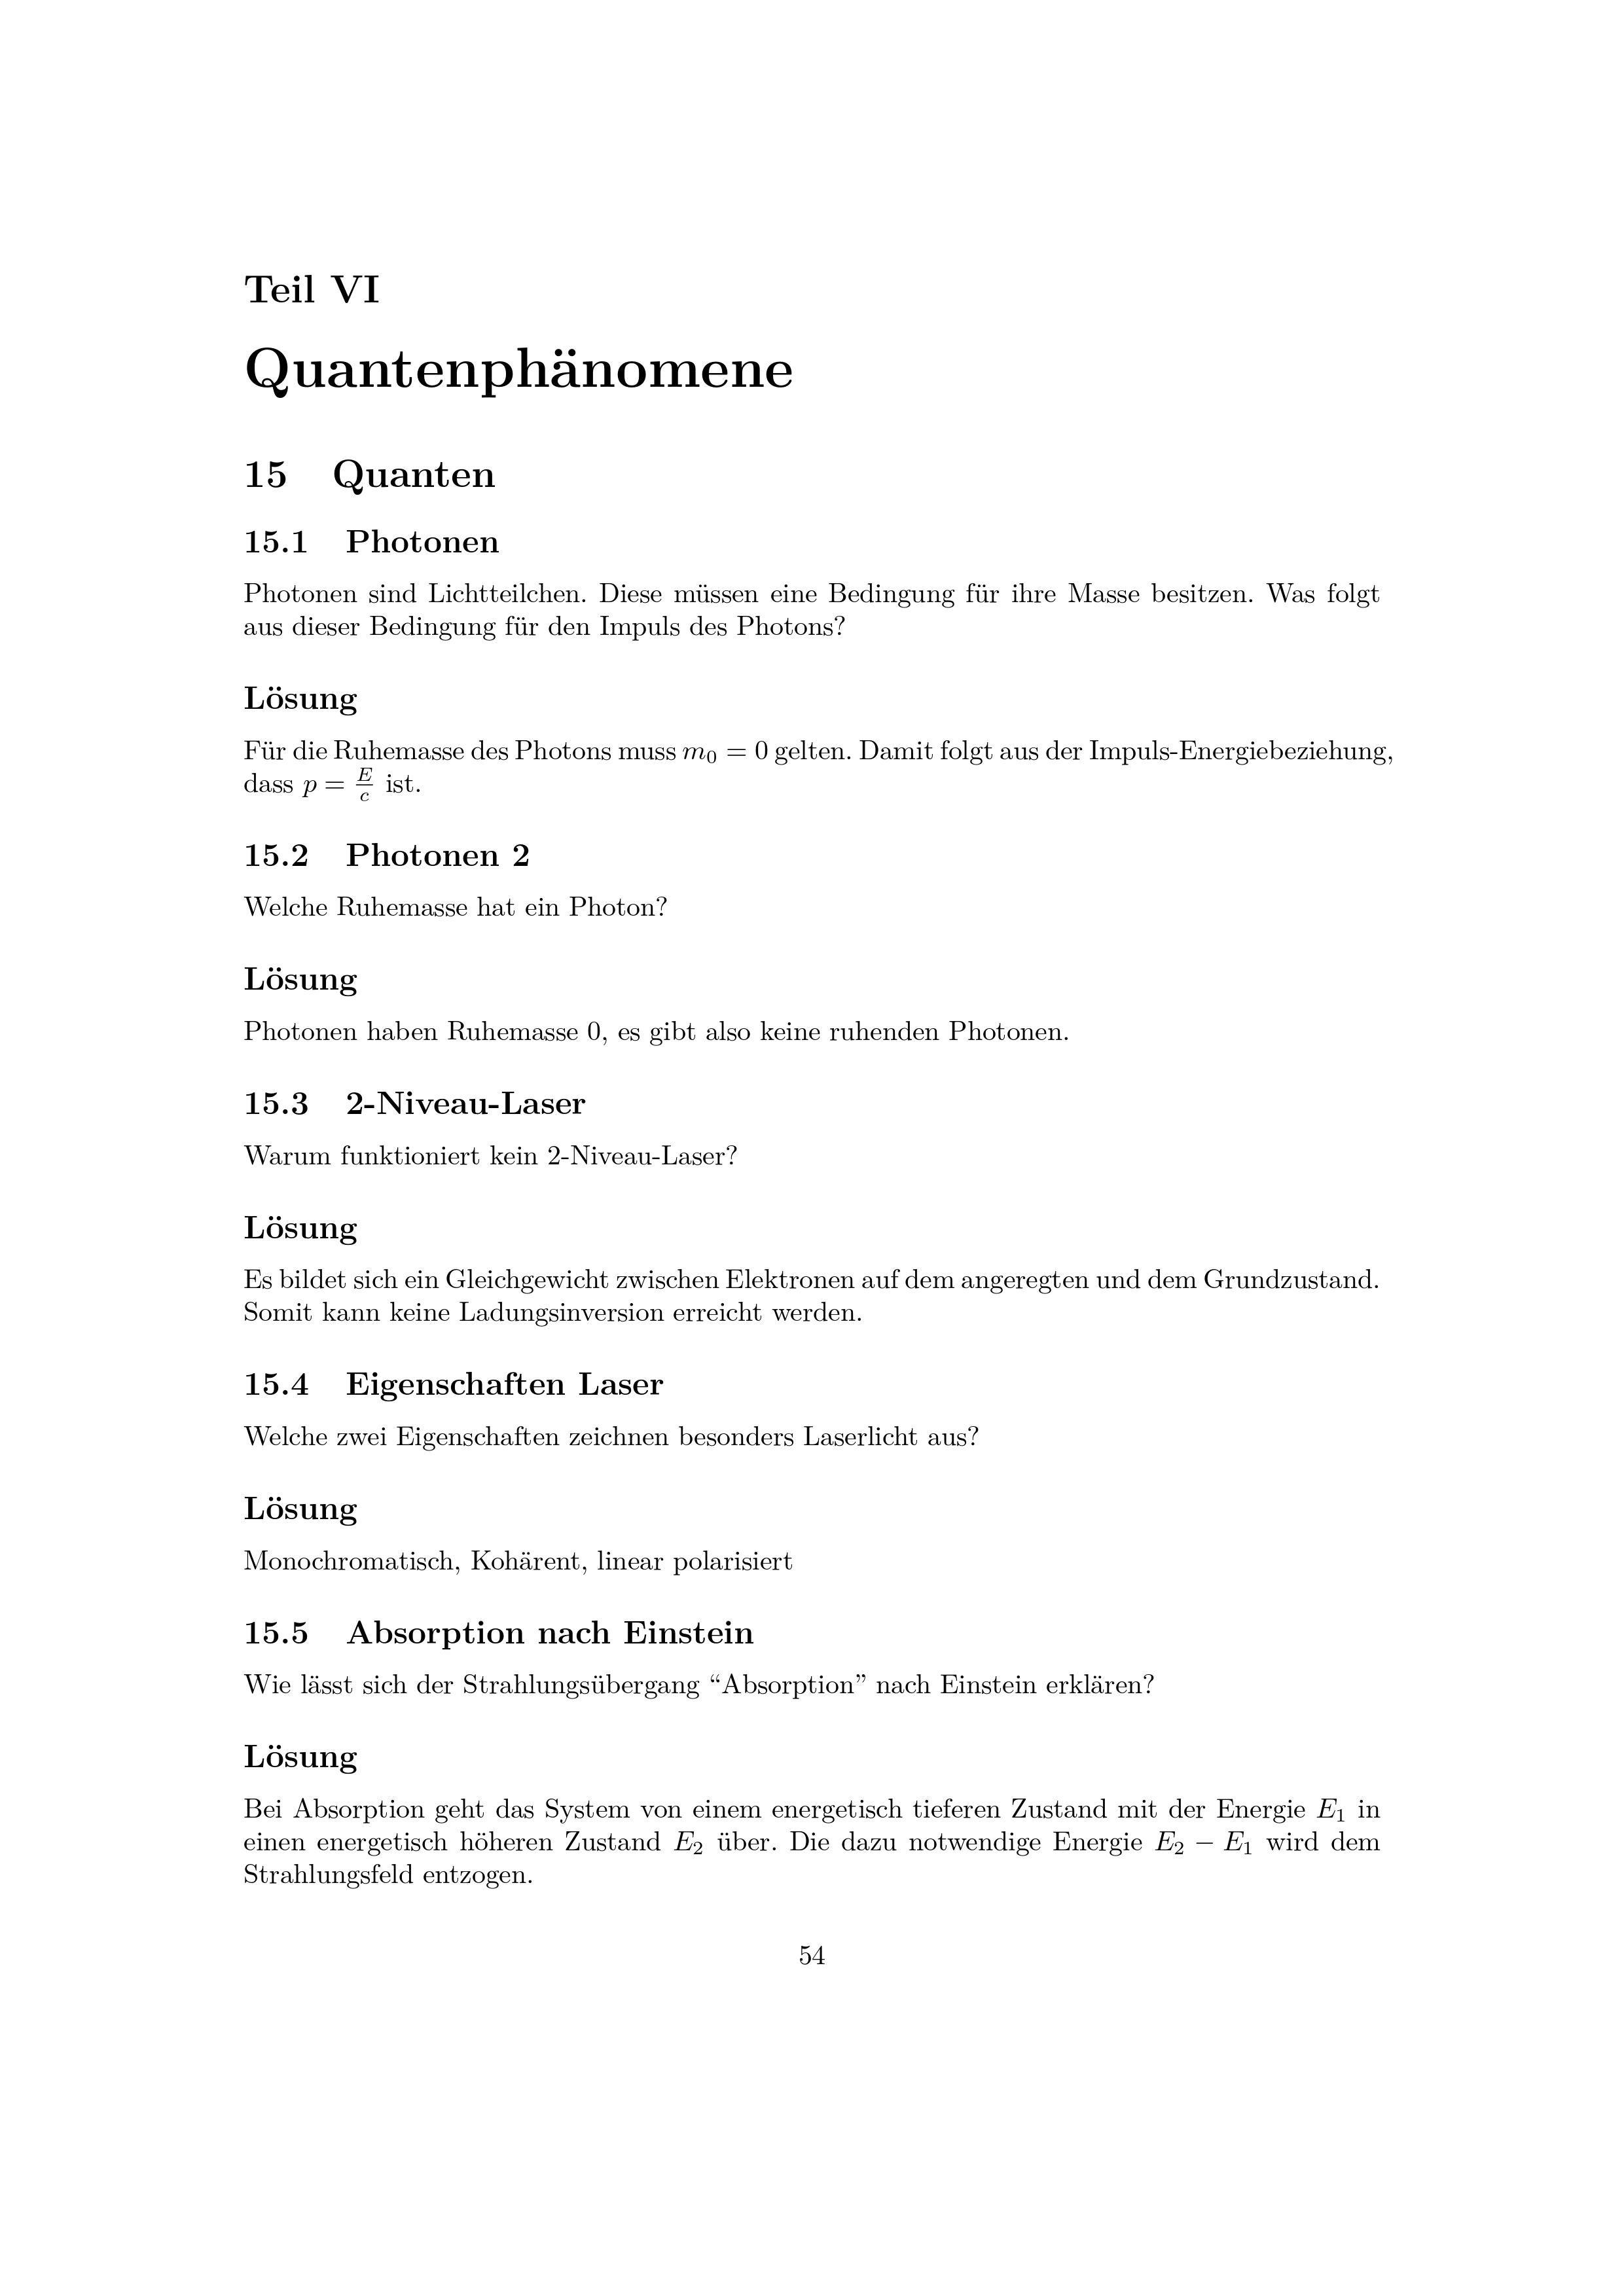 Teil VI
Quantenphänomene
15 Quanten
15.1 Photonen
Photonen sind Lichtteilchen. Diese müssen eine Bedingung für ihre Masse besitzen. Was folgt
aus dieser Bedingung für den Impuls des Photons?
Lösung
Für die Ruhemasse des Photons muss m₀ = 0 gelten. Damit folgt aus der Impuls-Energiebeziehung,
dass p = E/c ist.
15.2 Photonen 2
Welche Ruhemasse hat ein Photon?
Lösung
Photonen haben Ruhemasse 0, es gibt also keine ruhenden Photonen.
15.3 2-Niveau-Laser
Warum funktioniert kein 2-Niveau-Laser?
Lösung
Es bildet sich ein Gleichgewicht zwischen Elektronen auf dem angeregten und dem Grundzustand.
Somit kann keine Ladungsinversion erreicht werden.
15.4 Eigenschaften Laser
Welche zwei Eigenschaften zeichnen besonders Laserlicht aus?
Lösung
Monochromatisch, Kohärent, linear polarisiert
15.5 Absorption nach Einstein
Wie lässt sich der Strahlungsübergang “Absorption” nach Einstein erklären?
Lösung
Bei Absorption geht das System von einem energetisch tieferen Zustand mit der Energie E₁ in
einen energetisch höheren Zustand E₂ über. Die dazu notwendige Energie E₂ − E₁ wird dem
Strahlungsfeld entzogen.
54